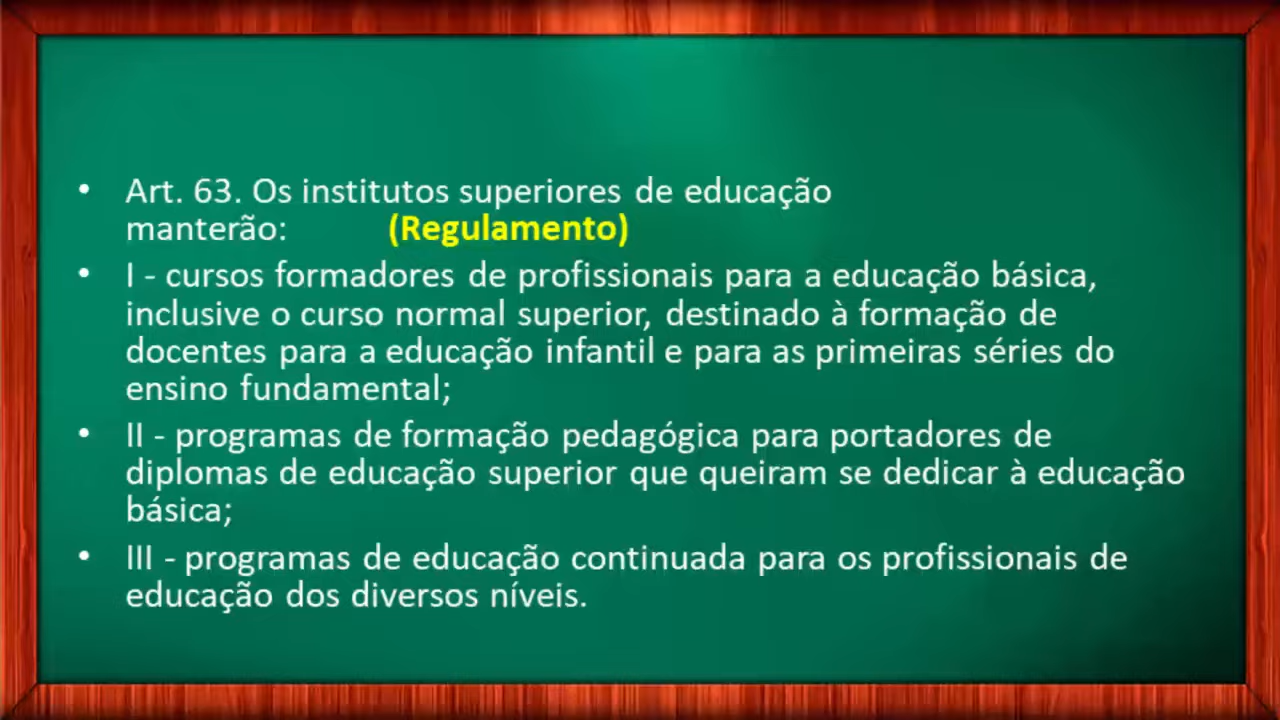 • Art. 63. Os institutos superiores de educação
manterão: (Regulamento)
• I - cursos formadores de profissionais para a educação básica,
inclusive o curso normal superior, destinado à formação de
docentes para a educação infantil e para as primeiras séries do
ensino fundamental;
• II - programas de formação pedagógica para portadores de
diplomas de educação superior que queiram se dedicar à educação
básica;
• III - programas de educação continuada para os profissionais de
educação dos diversos níveis.